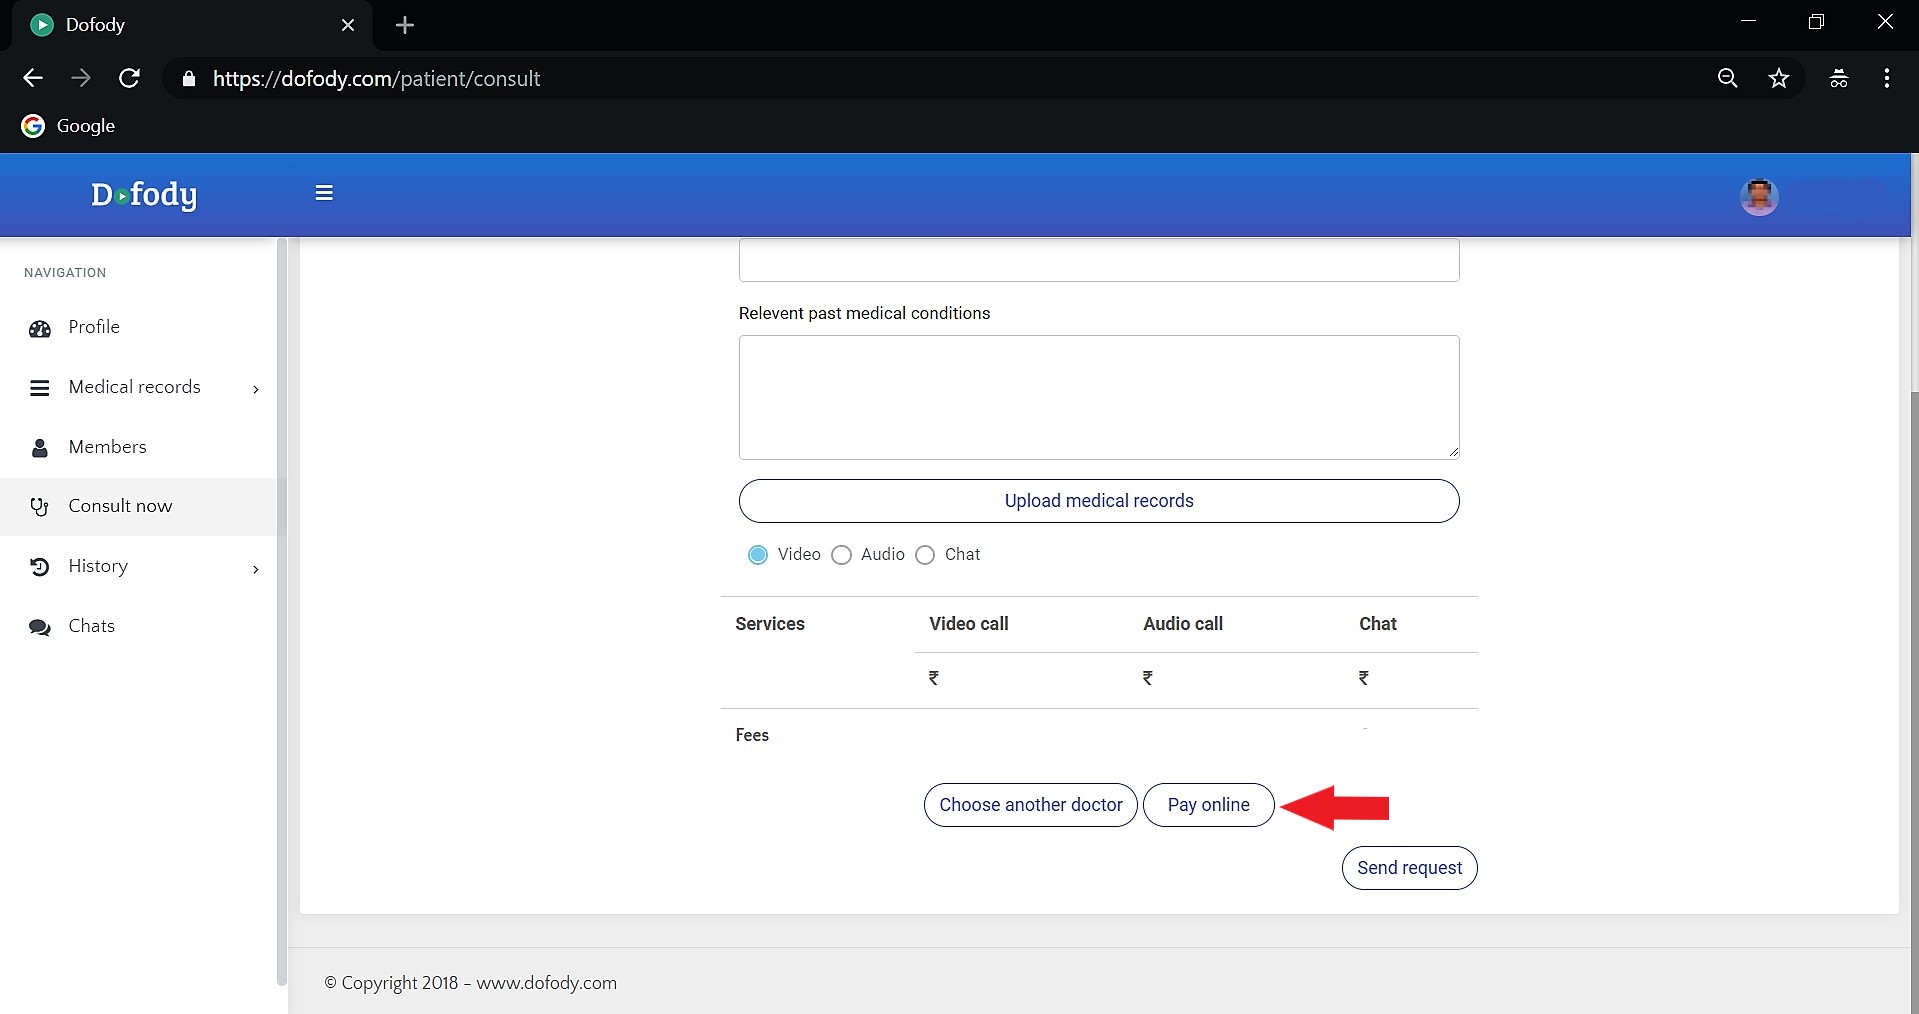 Dofody
https://dofody.com/patient/consult
Google
Dofody
NAVIGATION
Profile
Medical records
Members
Consult now
History
Chats
Relevent past medical conditions
Upload medical records
Video Audio Chat
Services Video call Audio call Chat
₹ ₹ ₹
Fees
Choose another doctor Pay online
Send request
© Copyright 2018 - www.dofody.com